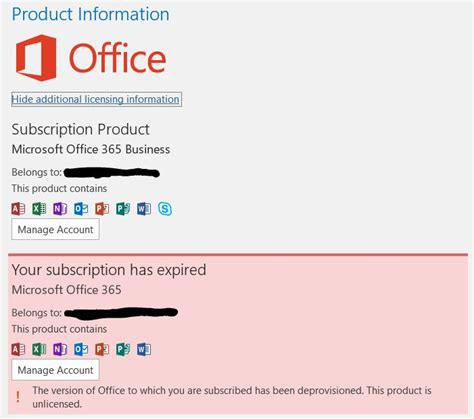 Product Information
Office
Hide additional licensing information
Subscription Product
Microsoft Office 365 Business
Belongs to:
This product contains
Manage Account
Your subscription has expired
Microsoft Office 365
Belongs to:
This product contains
Manage Account
! The version of Office to which you are subscribed has been deprovisioned. This product is
unlicensed.